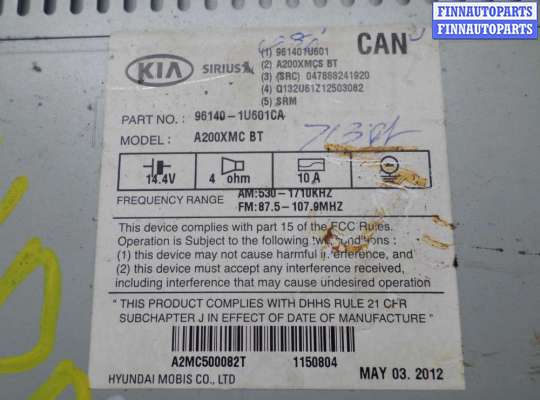 FINNAUTOPARTS
FINNAUTOPARTS
FINNAUTOPARTS
KIA SIRIUS
CAN
(1) 961401U601
(2) A200XMCS BT
(3) (SRC) 047888241920
(4) Q132U61Z12503082
(5) SRM
PART NO. : 96140-1U601CA
MODEL : A200XMC BT
14.4V 4 ohm 10 A
FREQUENCY RANGE AM:530-1710KHZ
FM:87.5-107.9MHZ
This device complies with part 15 of the FCC Rules.
Operation is Subject to the following conditions :
(1) this device may not cause harmful interference, and
(2) this device must accept any interference received,
including interference that may cause undesired operation
" THIS PRODUCT COMPLIES WITH DHHS RULE 21 CFR
SUBCHAPTER J IN EFFECT OF DATE OF MANUFACTURE "
A2MC500082T 1150804
HYUNDAI MOBIS CO., LTD
MAY 03. 2012